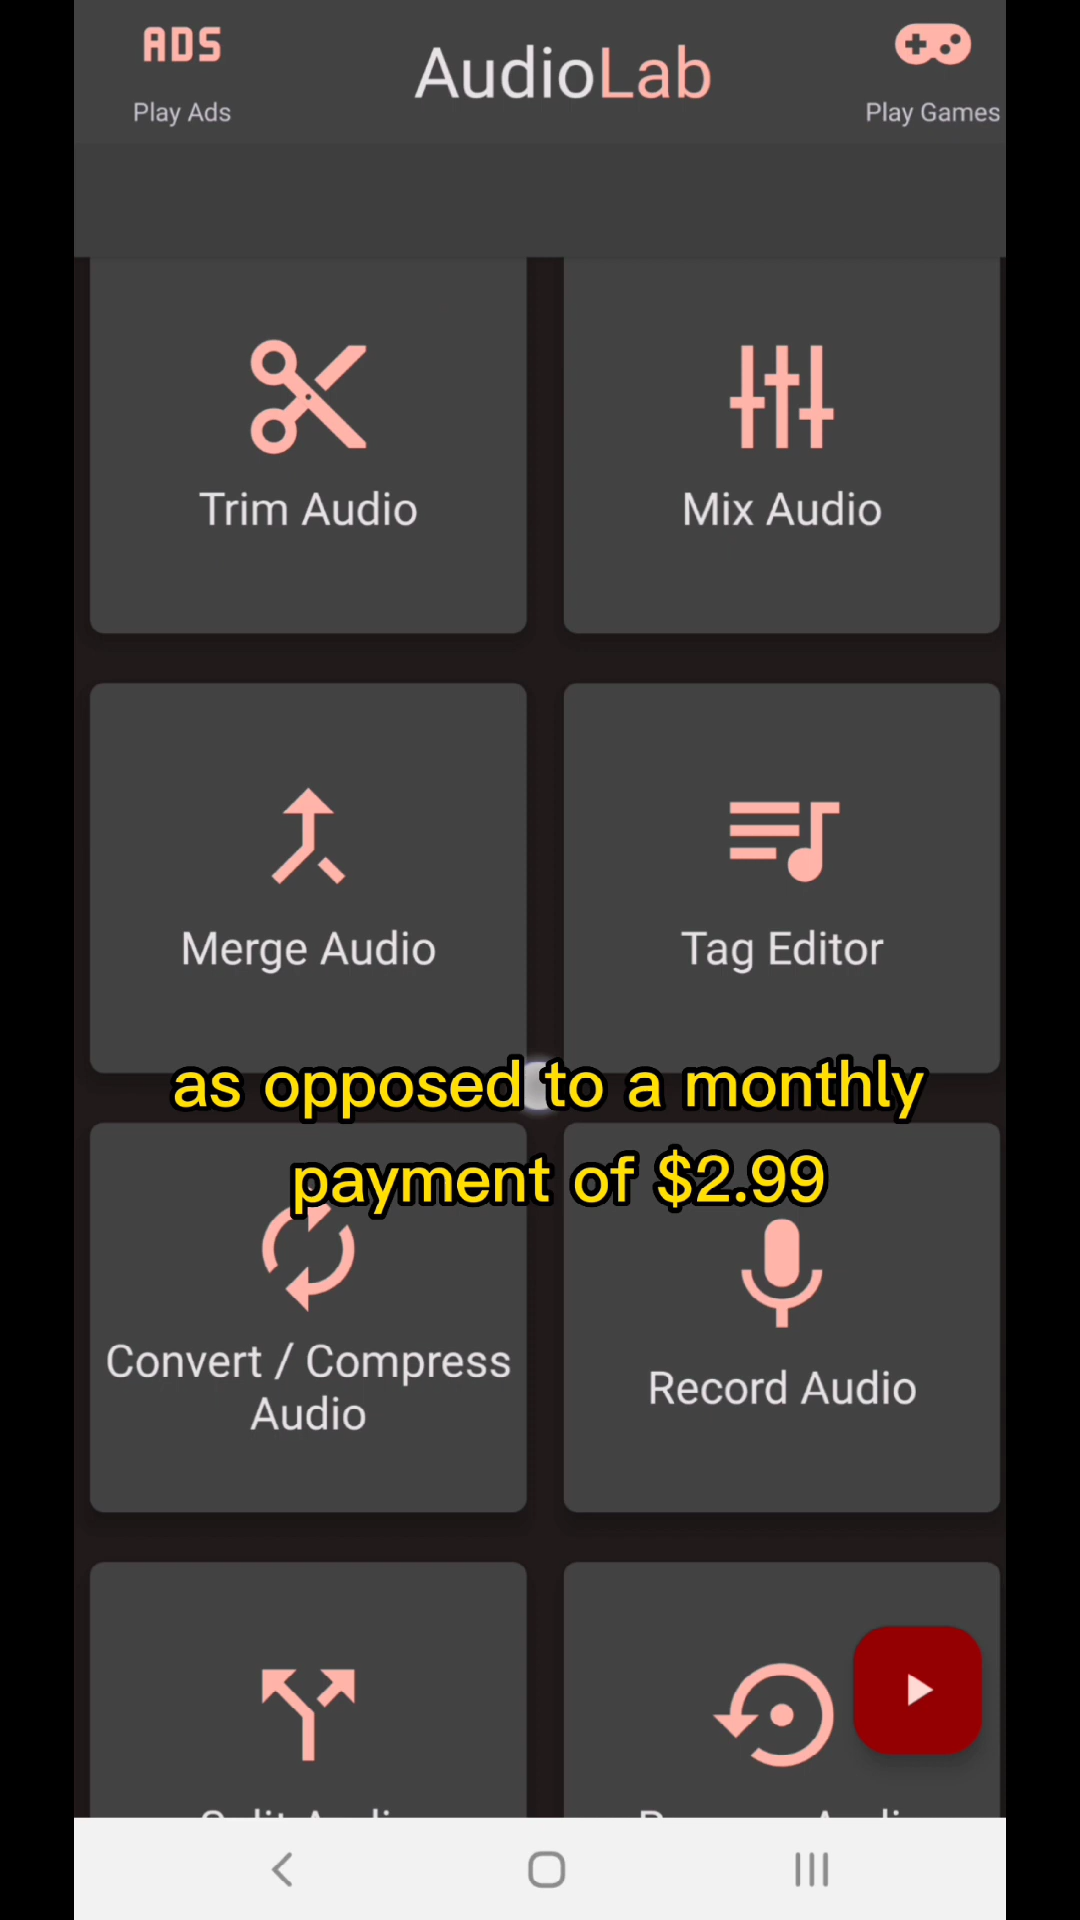 ADS
AudioLab
Play Ads
Play Games
Trim Audio
Mix Audio
Merge Audio
Tag Editor
as opposed to a monthly
payment of $2.99
Convert / Compress
Audio
Record Audio